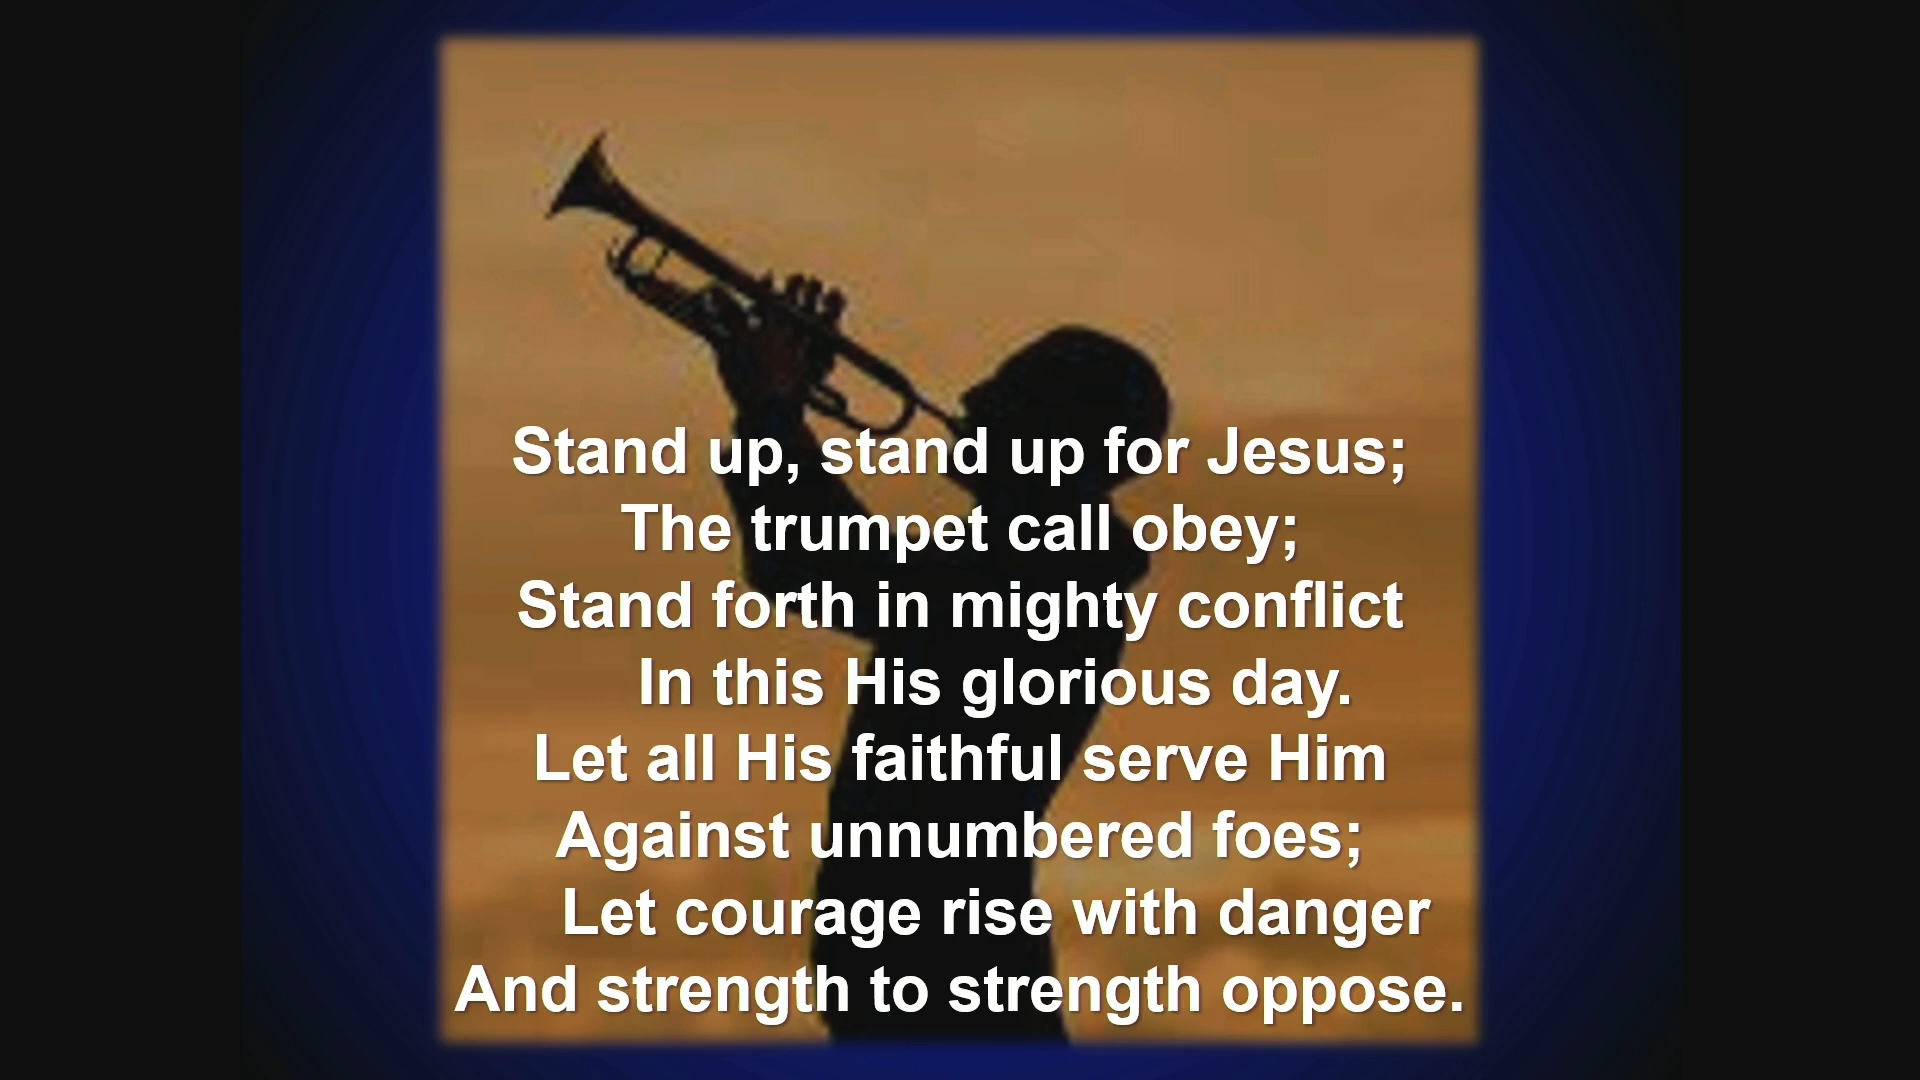 Stand up, stand up for Jesus;
The trumpet call obey;
Stand forth in mighty conflict
In this His glorious day.
Let all His faithful serve Him
Against unnumbered foes;
Let courage rise with danger
And strength to strength oppose.